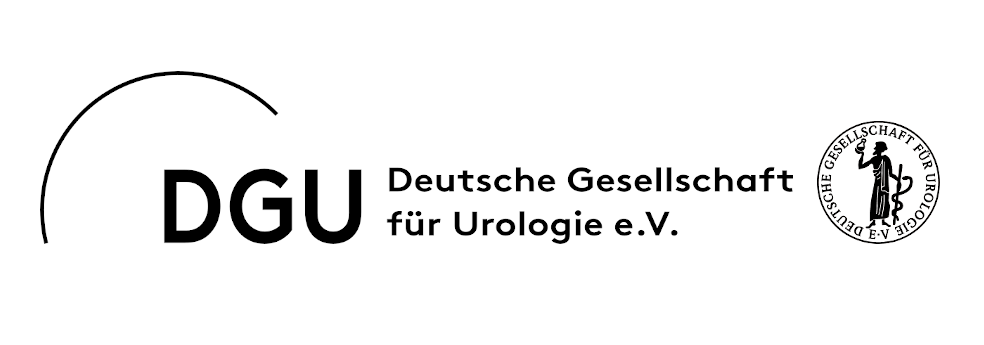 DGU
Deutsche Gesellschaft
für Urologie e.V.
DEUTSCHE GESELLSCHAFT FÜR UROLOGIE
E·V